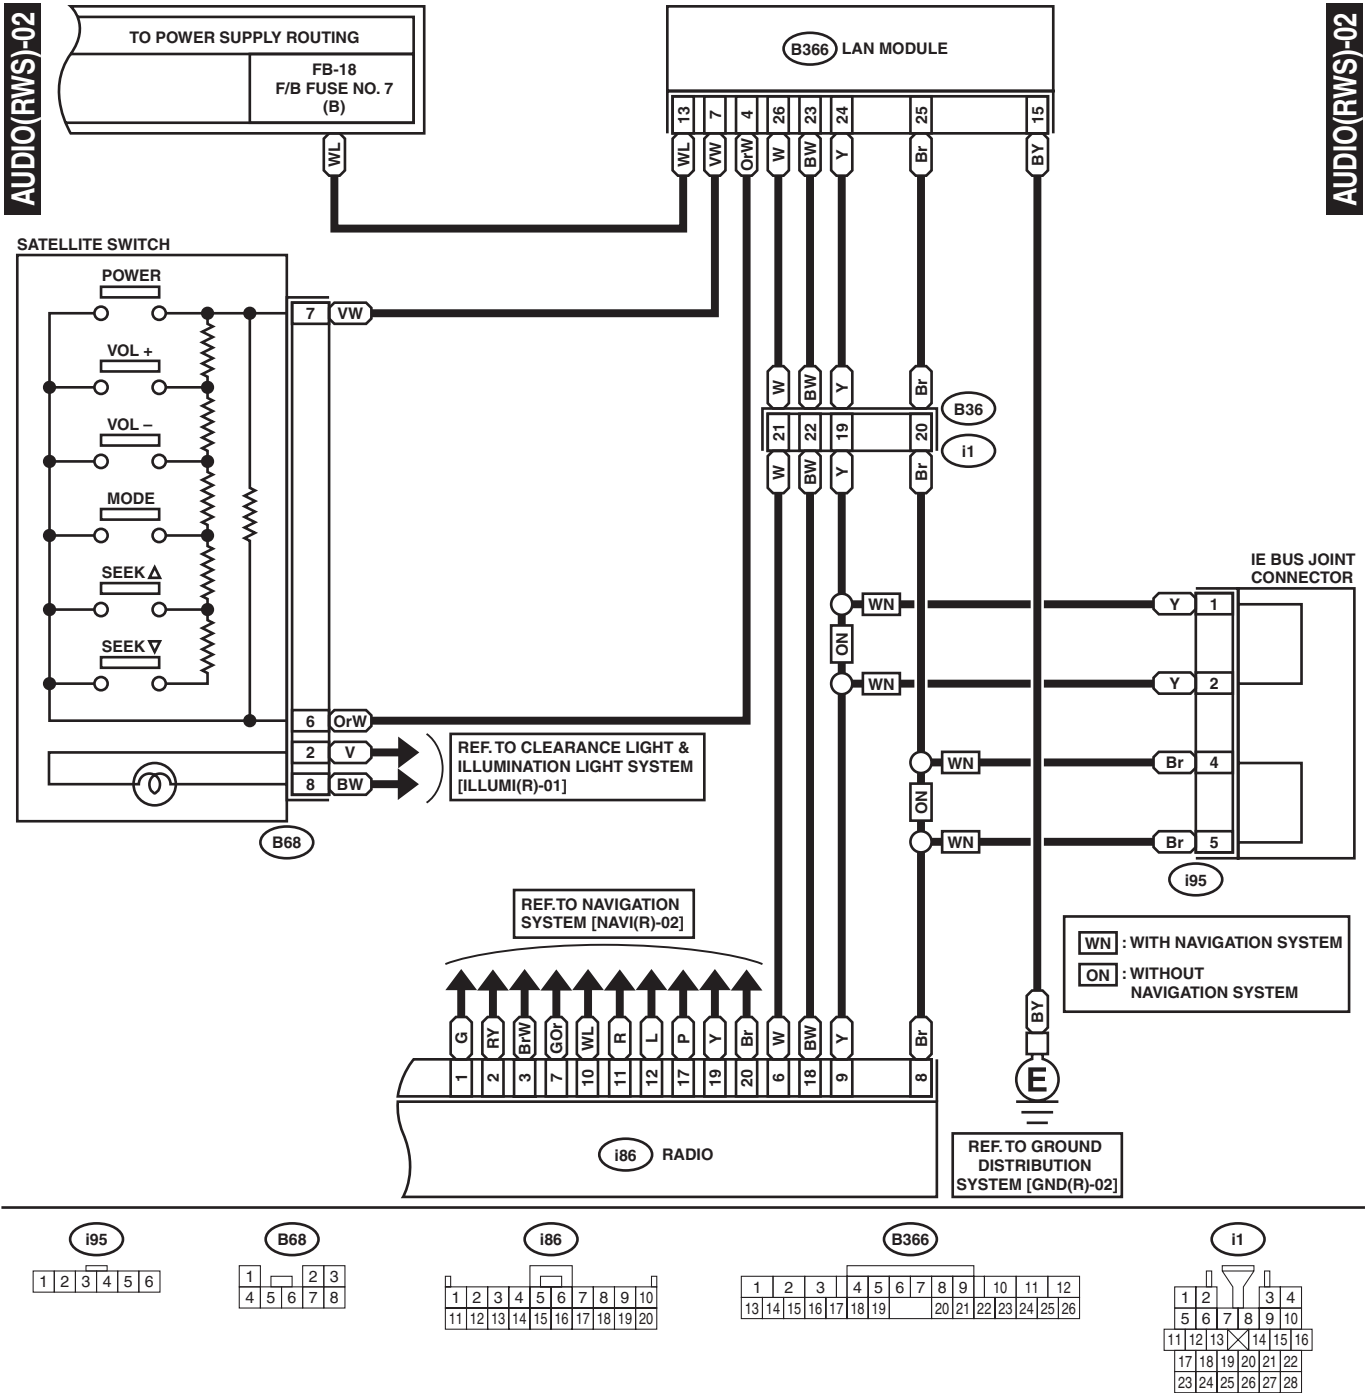 AUDIO(RWS)-02
AUDIO(RWS)-02
TO POWER SUPPLY ROUTING
FB-18
F/B FUSE NO. 7
(B)
WL
B366 LAN MODULE
13 7 4 26 23 24 25 15
WL VW OrW W BW Y Br BY
SATELLITE SWITCH
POWER
7 VW
VOL +
VOL –
MODE
SEEK △
SEEK ▽
6 OrW
2 V
8 BW
B68
REF. TO CLEARANCE LIGHT &
ILLUMINATION LIGHT SYSTEM
[ILLUMI(R)-01]
W BW Y Br
B36
21 22 19 20
i1
W BW Y Br
IE BUS JOINT
CONNECTOR
WN Y 1
ON
WN Y 2
WN Br 4
ON
WN Br 5
i95
WN : WITH NAVIGATION SYSTEM
ON : WITHOUT
NAVIGATION SYSTEM
REF.TO NAVIGATION
SYSTEM [NAVI(R)-02]
G RY BrW GOr WL R L P Y Br W BW Y Br
1 2 3 7 10 11 12 17 19 20 6 18 9 8
i86 RADIO
BY
E
REF. TO GROUND
DISTRIBUTION
SYSTEM [GND(R)-02]
i95
1 2 3 4 5 6
B68
1 2 3
4 5 6 7 8
i86
1 2 3 4 5 6 7 8 9 10
11 12 13 14 15 16 17 18 19 20
B366
1 2 3 4 5 6 7 8 9 10 11 12
13 14 15 16 17 18 19 20 21 22 23 24 25 26
i1
1 2 3 4
5 6 7 8 9 10
11 12 13 14 15 16
17 18 19 20 21 22
23 24 25 26 27 28